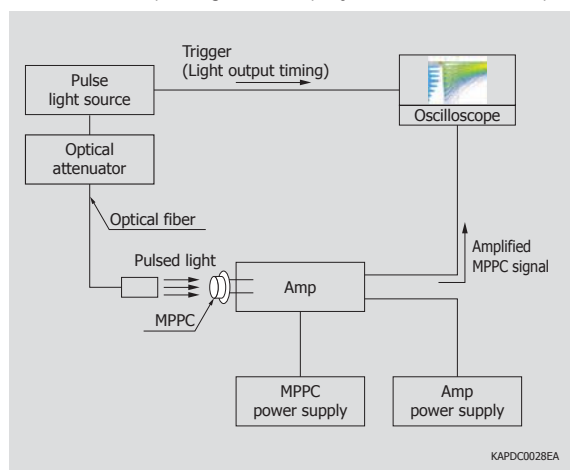 Trigger
(Light output timing)
Pulse
light source
Oscilloscope
Optical
attenuator
Optical fiber
Pulsed light
Amp
Amplified
MPPC signal
MPPC
MPPC
power supply
Amp
power supply
KAPDC0028EA